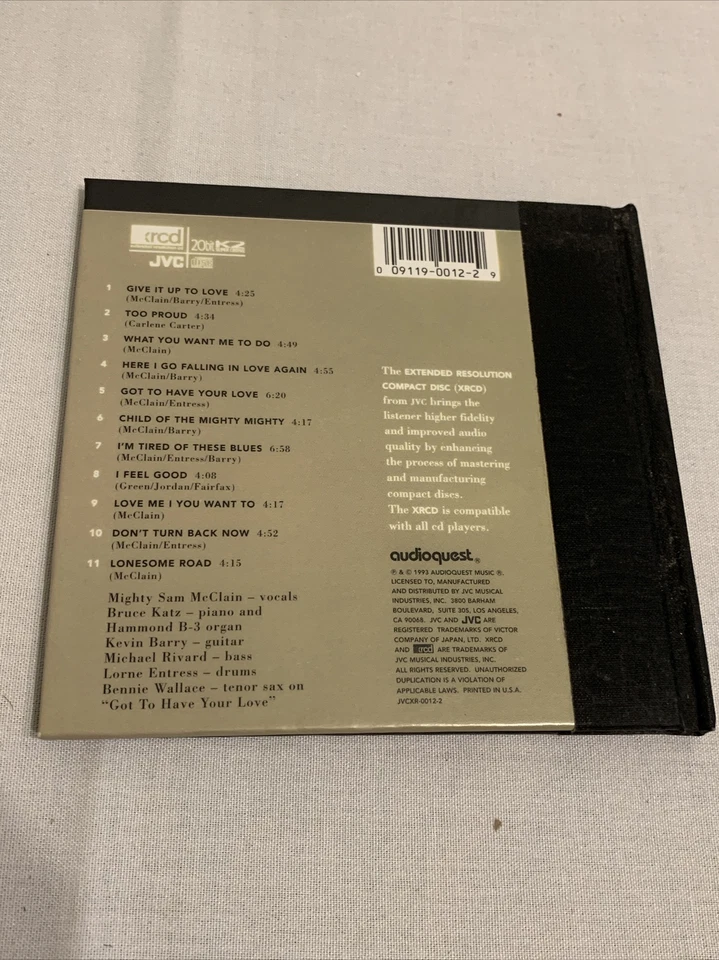 xrcd
20bit K2
JVC
0 09119-0012-2 9
1 GIVE IT UP TO LOVE 4:25
(McClain/Barry/Entress)
2 TOO PROUD 4:34
(Carlene Carter)
3 WHAT YOU WANT ME TO DO 4:49
(McClain)
4 HERE I GO FALLING IN LOVE AGAIN 4:55
(McClain/Barry)
5 GOT TO HAVE YOUR LOVE 6:20
(McClain/Entress)
6 CHILD OF THE MIGHTY MIGHTY 4:17
(McClain/Barry)
7 I'M TIRED OF THESE BLUES 6:58
(McClain/Entress/Barry)
8 I FEEL GOOD 4:08
(Green/Jordan/Fairfax)
9 LOVE ME I YOU WANT TO 4:17
(McClain)
10 DON'T TURN BACK NOW 4:52
(McClain/Entress)
11 LONESOME ROAD 4:15
(McClain)
Mighty Sam McClain – vocals
Bruce Katz – piano and
Hammond B-3 organ
Kevin Barry – guitar
Michael Rivard – bass
Lorne Entress – drums
Bennie Wallace – tenor sax on
"Got To Have Your Love"
The EXTENDED RESOLUTION
COMPACT DISC (XRCD)
from JVC brings the
listener higher fidelity
and improved audio
quality by enhancing
the process of mastering
and manufacturing
compact discs.
The XRCD is compatible
with all cd players.
audioquest®
℗ & © 1993 AUDIOQUEST MUSIC ®.
LICENSED TO, MANUFACTURED
AND DISTRIBUTED BY JVC MUSICAL
INDUSTRIES, INC. 3800 BARHAM
BOULEVARD, SUITE 305, LOS ANGELES,
CA 90068. JVC AND JVC ARE
REGISTERED TRADEMARKS OF VICTOR
COMPANY OF JAPAN, LTD. XRCD
AND xrcd ARE TRADEMARKS OF
JVC MUSICAL INDUSTRIES, INC.
ALL RIGHTS RESERVED. UNAUTHORIZED
DUPLICATION IS A VIOLATION OF
APPLICABLE LAWS. PRINTED IN U.S.A.
JVCXR-0012-2